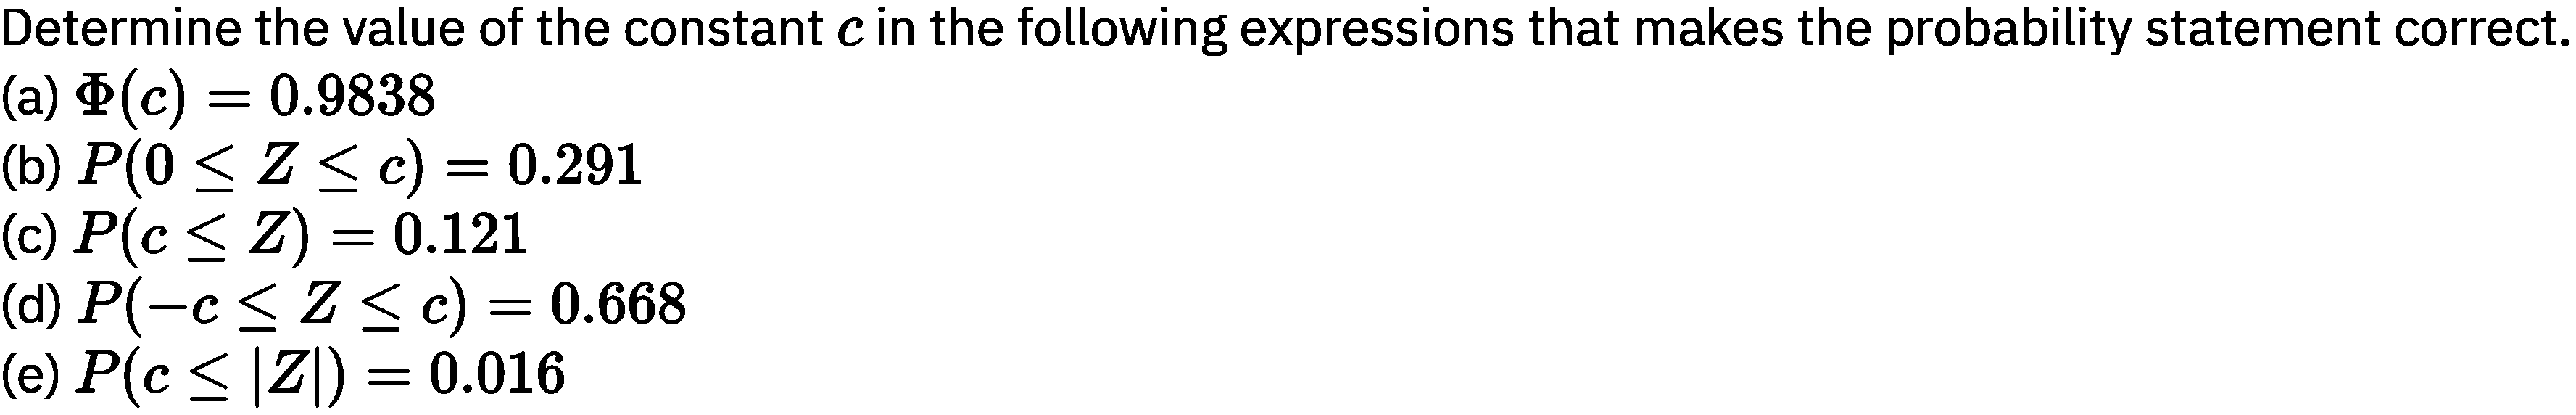 Determine the value of the constant c in the following expressions that makes the probability statement correct.
(a) Φ(c) = 0.9838
(b) P(0 ≤ Z ≤ c) = 0.291
(c) P(c ≤ Z) = 0.121
(d) P(−c ≤ Z ≤ c) = 0.668
(e) P(c ≤ |Z|) = 0.016